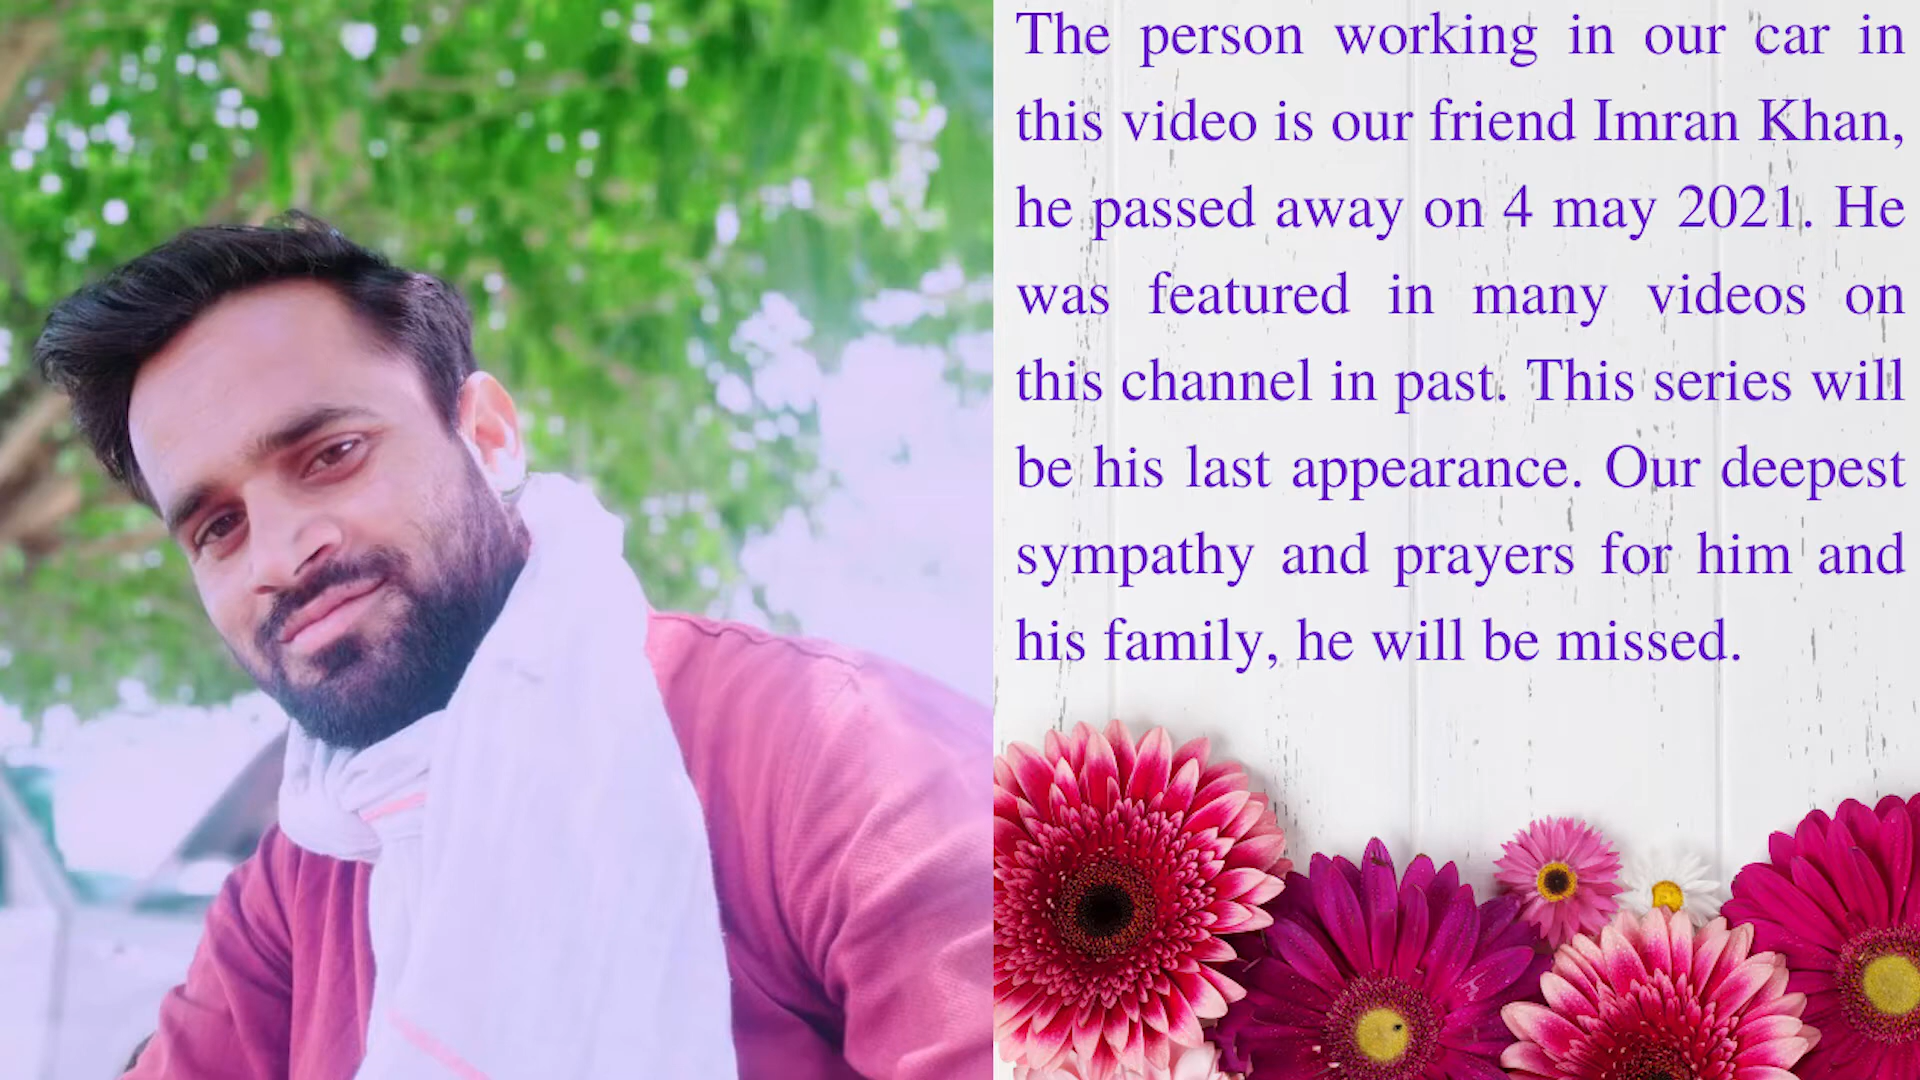 The person working in our car in
this video is our friend Imran Khan,
he passed away on 4 may 2021. He
was featured in many videos on
this channel in past. This series will
be his last appearance. Our deepest
sympathy and prayers for him and
his family, he will be missed.